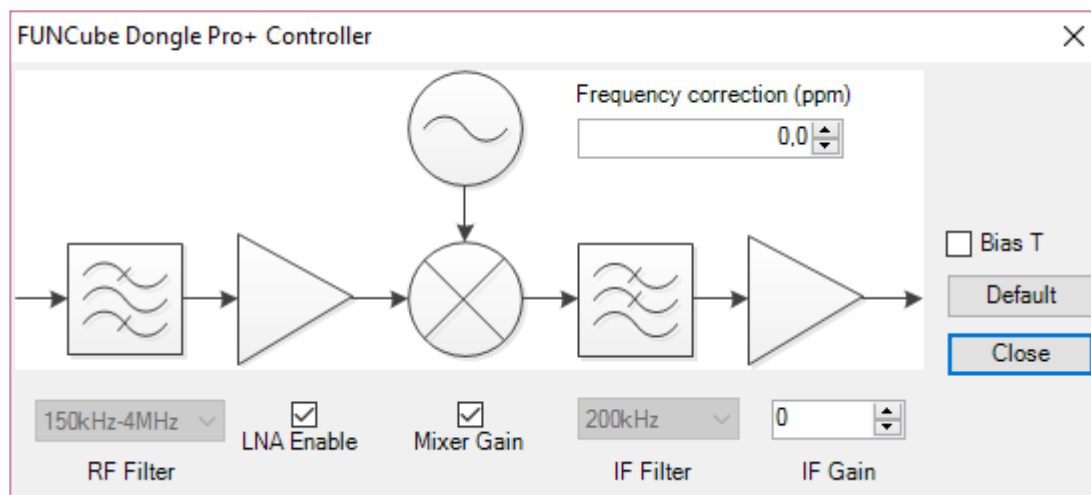 FUNCube Dongle Pro+ Controller
Frequency correction (ppm)
0,0
Bias T
Default
Close
150kHz-4MHz
LNA Enable
Mixer Gain
200kHz
0
RF Filter
IF Filter
IF Gain